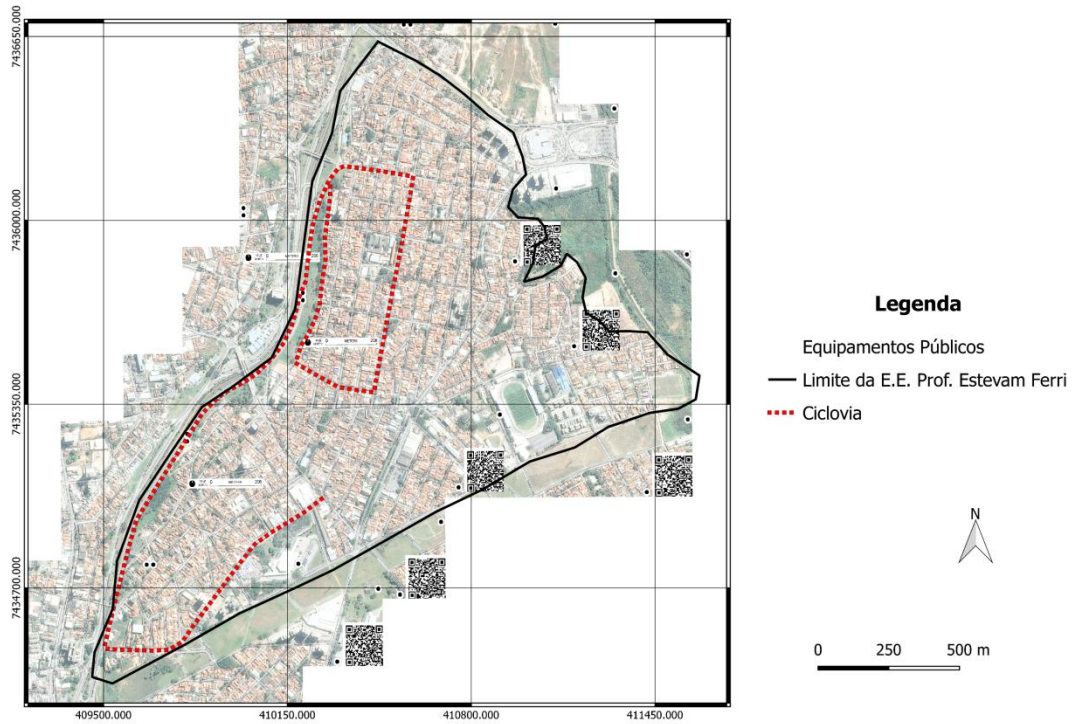 7436650.000
7436000.000
7435350.000
7434700.000
409500.000
410150.000
410800.000
411450.000
Legenda
Equipamentos Públicos
Limite da E.E. Prof. Estevam Ferri
Ciclovia
N
0 250 500 m